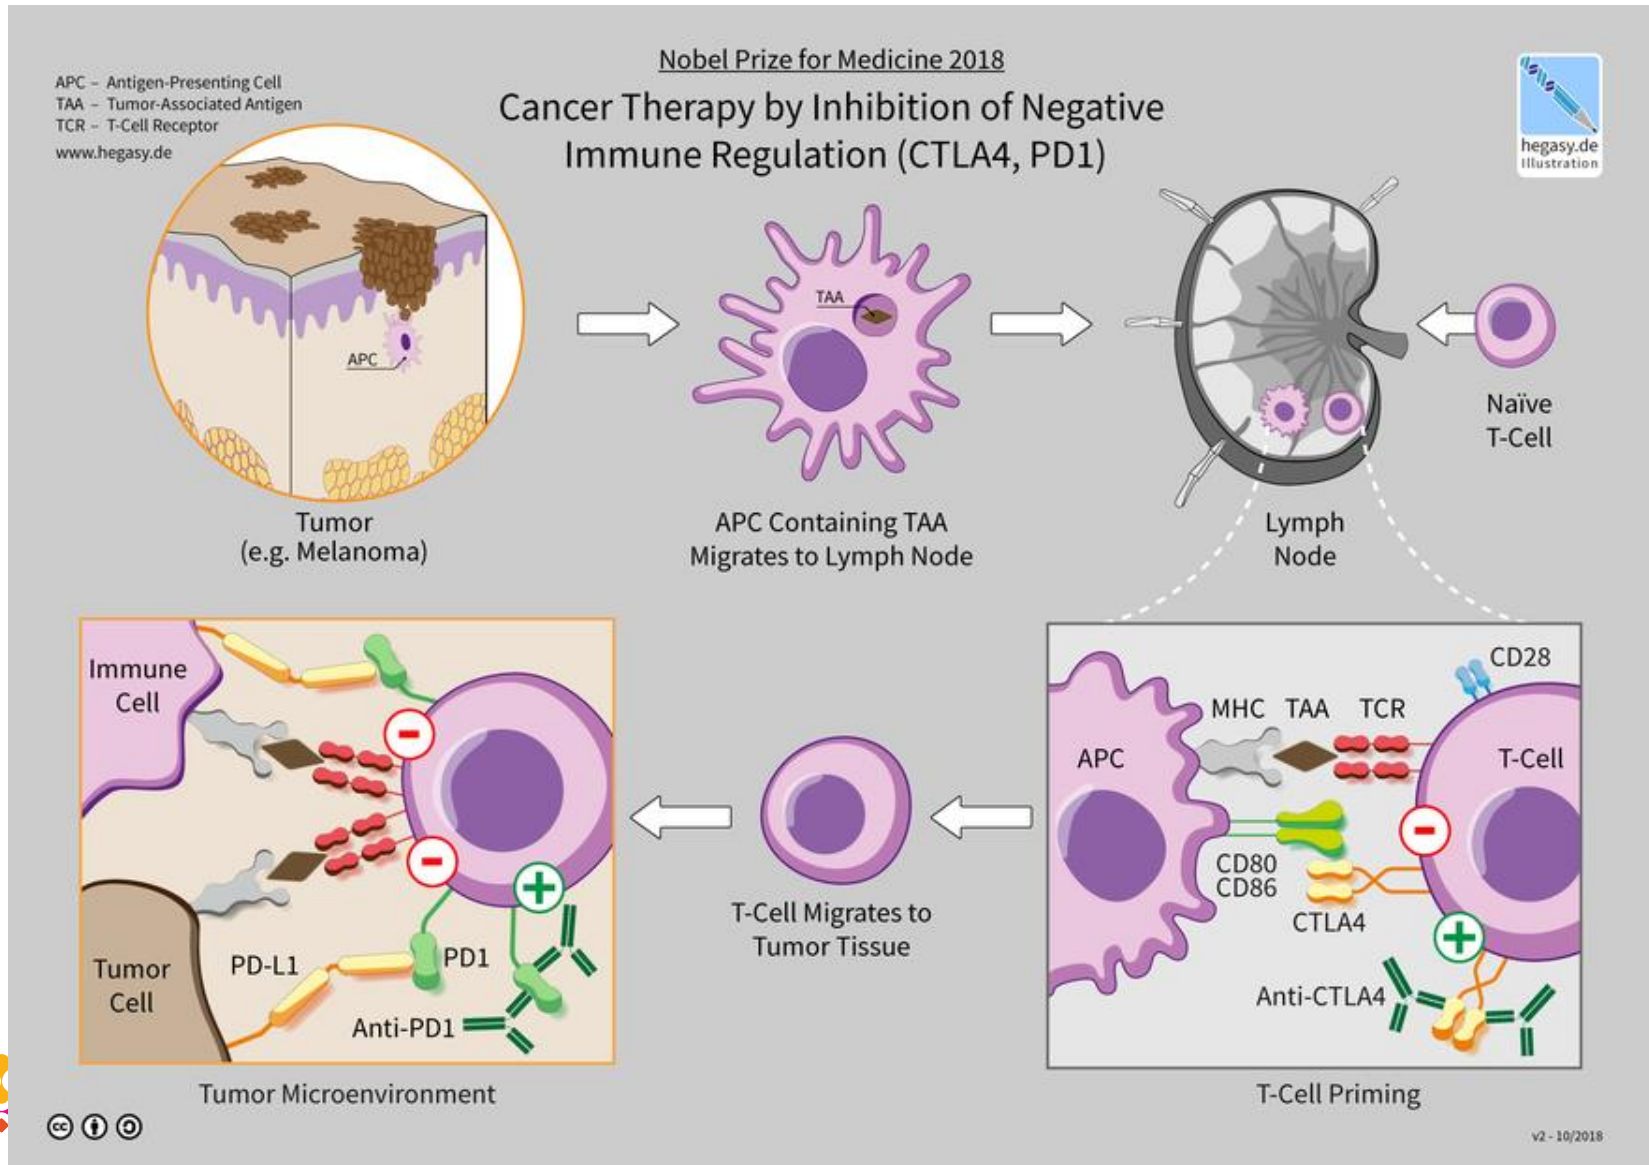 Nobel Prize for Medicine 2018
Cancer Therapy by Inhibition of Negative
Immune Regulation (CTLA4, PD1)
APC – Antigen-Presenting Cell
TAA – Tumor-Associated Antigen
TCR – T-Cell Receptor
www.hegasy.de
hegasy.de
Illustration
APC
Tumor
(e.g. Melanoma)
TAA
APC Containing TAA
Migrates to Lymph Node
Lymph
Node
Naïve
T-Cell
CD28
MHC TAA TCR
APC
T-Cell
CD80
CD86
CTLA4
Anti-CTLA4
T-Cell Priming
T-Cell Migrates to
Tumor Tissue
Immune
Cell
Tumor
Cell
PD-L1
PD1
Anti-PD1
Tumor Microenvironment
cc
v2 - 10/2018